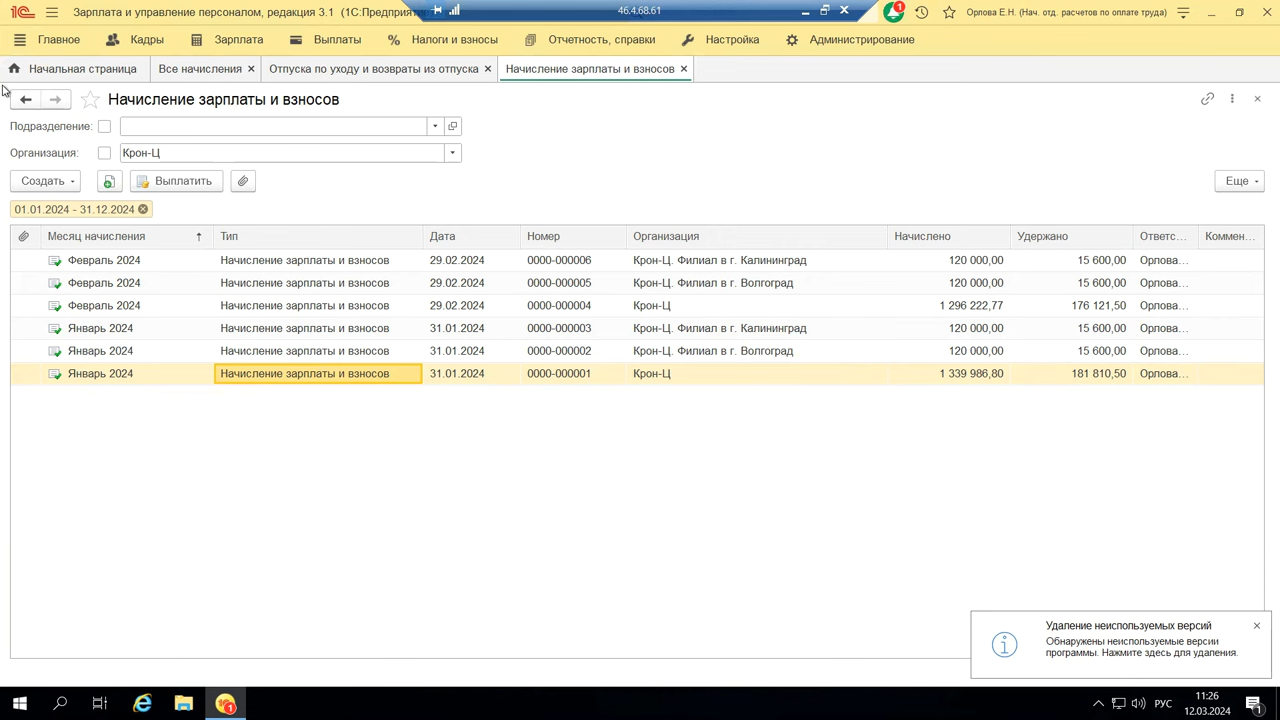 Зарплата и управление персоналом, редакция 3.1 (1С:Предприятие
46.4.68.61
1
Орлова Е.Н. (Нач. отд. расчетов по оплате труда)
Главное Кадры Зарплата Выплаты Налоги и взносы Отчетность, справки Настройка Администрирование
Начальная страница Все начисления Отпуска по уходу и возвраты из отпуска Начисление зарплаты и взносов
Начисление зарплаты и взносов
Подразделение:
Организация: Крон-Ц
Создать Выплатить Еще
01.01.2024 - 31.12.2024
Месяц начисления Тип Дата Номер Организация Начислено Удержано Ответс... Коммен...
Февраль 2024 Начисление зарплаты и взносов 29.02.2024 0000-000006 Крон-Ц. Филиал в г. Калининград 120 000,00 15 600,00 Орлова...
Февраль 2024 Начисление зарплаты и взносов 29.02.2024 0000-000005 Крон-Ц. Филиал в г. Волгоград 120 000,00 15 600,00 Орлова...
Февраль 2024 Начисление зарплаты и взносов 29.02.2024 0000-000004 Крон-Ц 1 296 222,77 176 121,50 Орлова...
Январь 2024 Начисление зарплаты и взносов 31.01.2024 0000-000003 Крон-Ц. Филиал в г. Калининград 120 000,00 15 600,00 Орлова...
Январь 2024 Начисление зарплаты и взносов 31.01.2024 0000-000002 Крон-Ц. Филиал в г. Волгоград 120 000,00 15 600,00 Орлова...
Январь 2024 Начисление зарплаты и взносов 31.01.2024 0000-000001 Крон-Ц 1 339 986,80 181 810,50 Орлова...
Удаление неиспользуемых версий
Обнаружены неиспользуемые версии
программы. Нажмите здесь для удаления.
РУС
11:26
12.03.2024
1